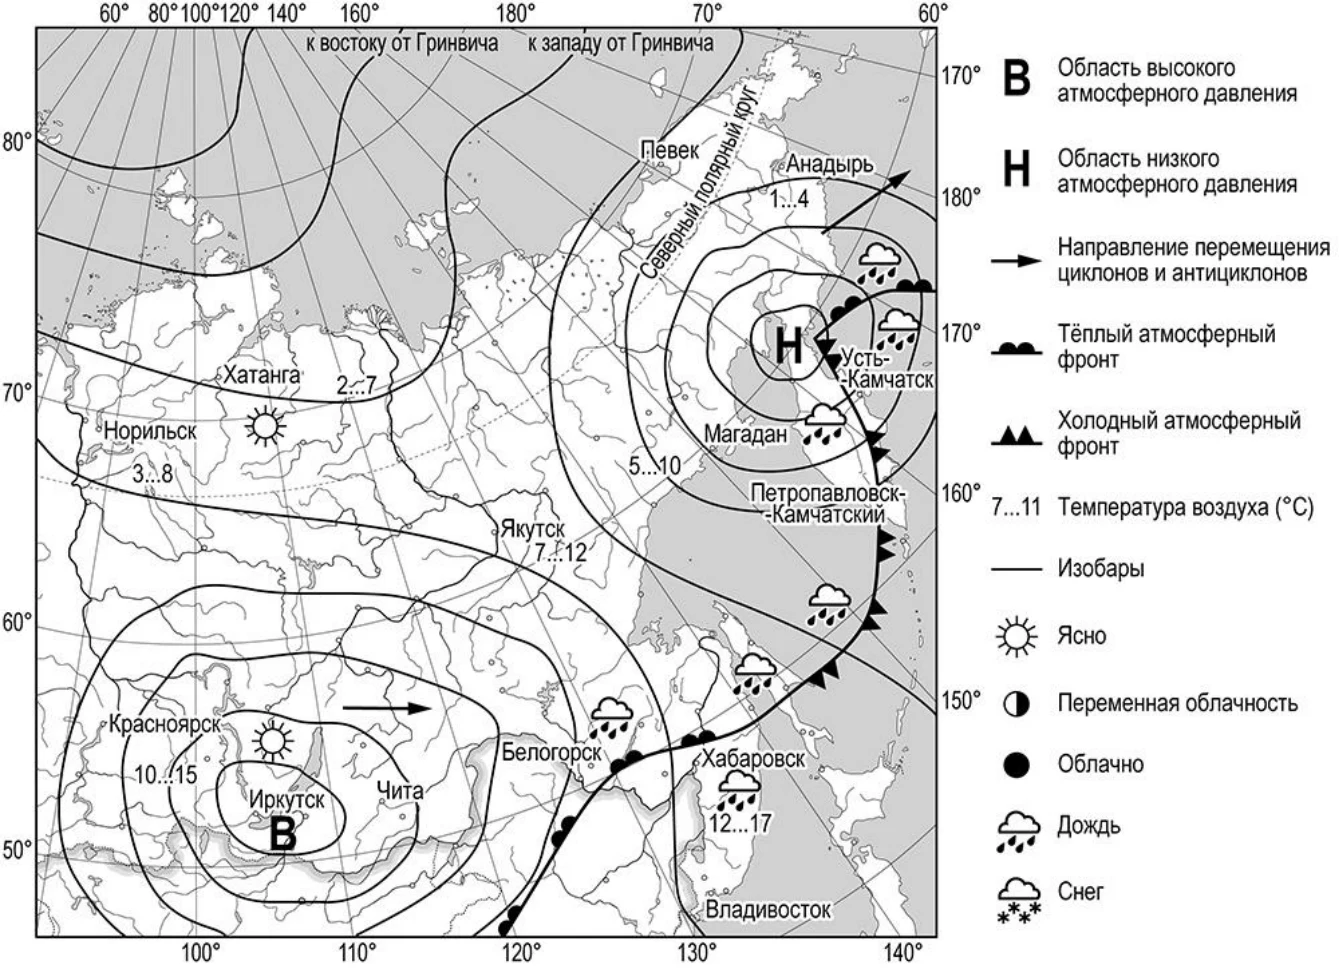 60° 80° 100° 120° 140° 160° 180° 70° 60°
к востоку от Гринвича к западу от Гринвича
80°
70°
60°
50°
170°
180°
170°
160°
150°
Северный полярный круг
Певек
Анадырь
1...4
Н
Усть-
-Камчатск
Хатанга
2...7
Норильск
3...8
Магадан
5...10
Петропавловск-
-Камчатский
Якутск
7...12
Красноярск
10...15
Иркутск
В
Чита
Белогорск
Хабаровск
12...17
Владивосток
100° 110° 120° 130° 140°
В Область высокого
атмосферного давления
Н Область низкого
атмосферного давления
Направление перемещения
циклонов и антициклонов
Тёплый атмосферный
фронт
Холодный атмосферный
фронт
7...11 Температура воздуха (°С)
Изобары
Ясно
Переменная облачность
Облачно
Дождь
Снег